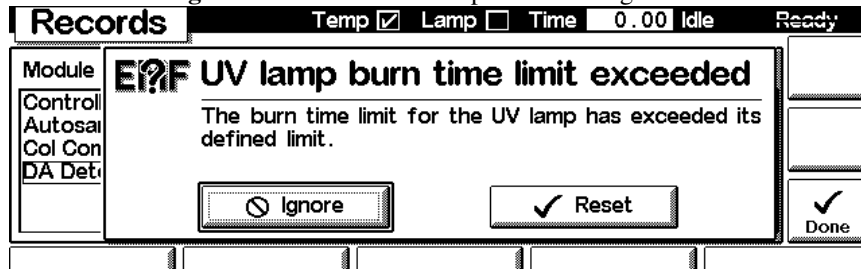 Records Temp Lamp Time 0.00 Idle Ready
Module
E?F UV lamp burn time limit exceeded
Controll
The burn time limit for the UV lamp has exceeded its
Autosa
defined limit.
Col Con
DA Dete
Ignore Reset
Done